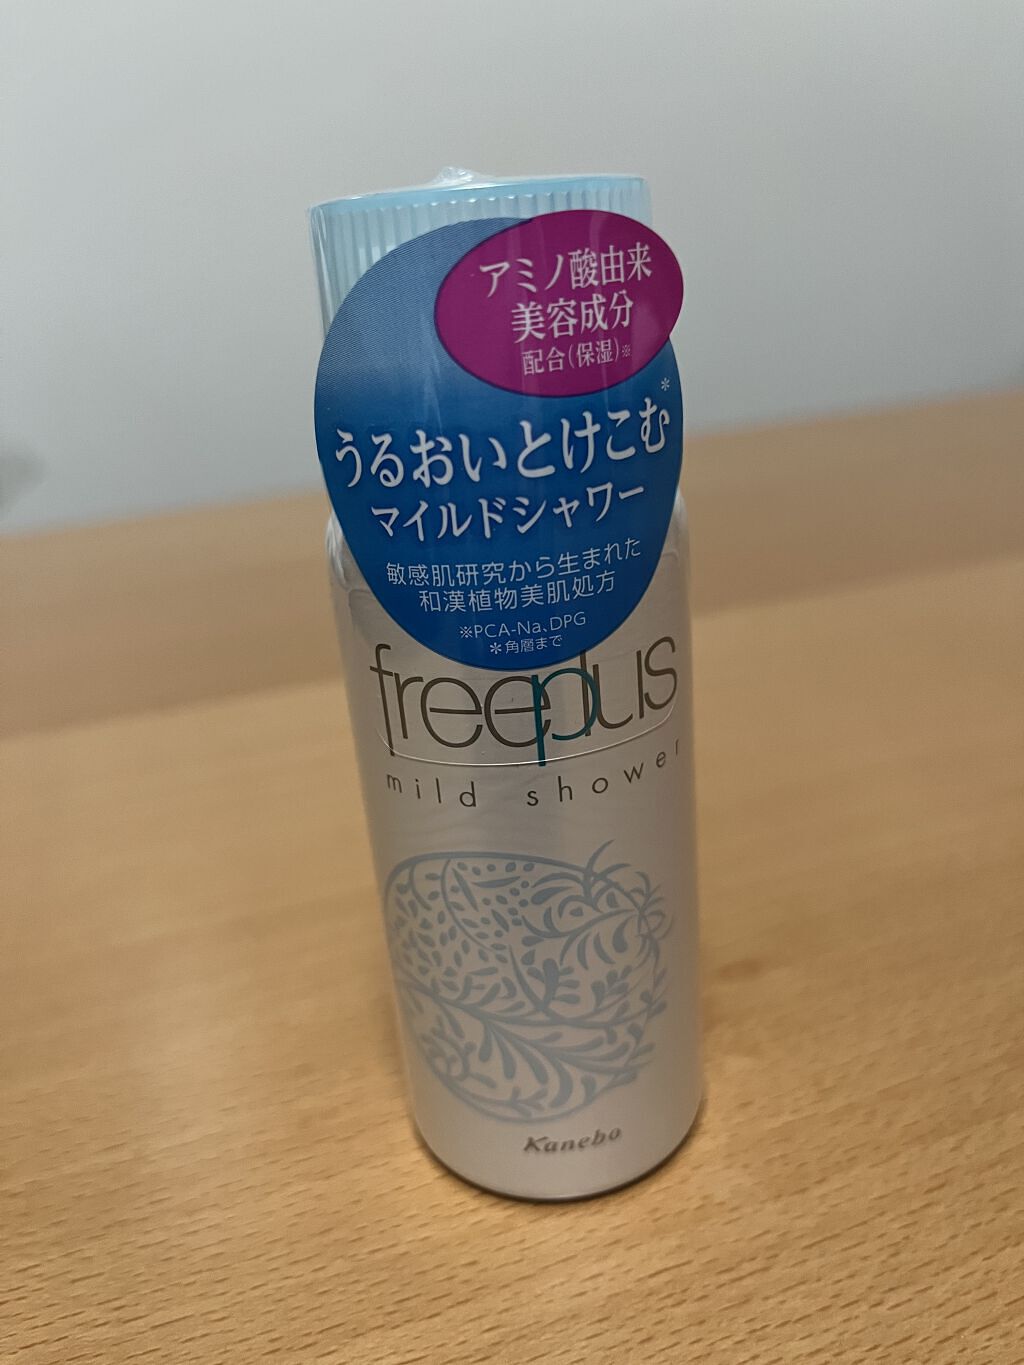 アミノ酸由来
美容成分
配合(保湿)※
うるおいとけこむ*
マイルドシャワー
敏感肌研究から生まれた
和漢植物美肌処方
※PCA-Na、DPG
*角層まで
freeplus
mild shower
Kanebo